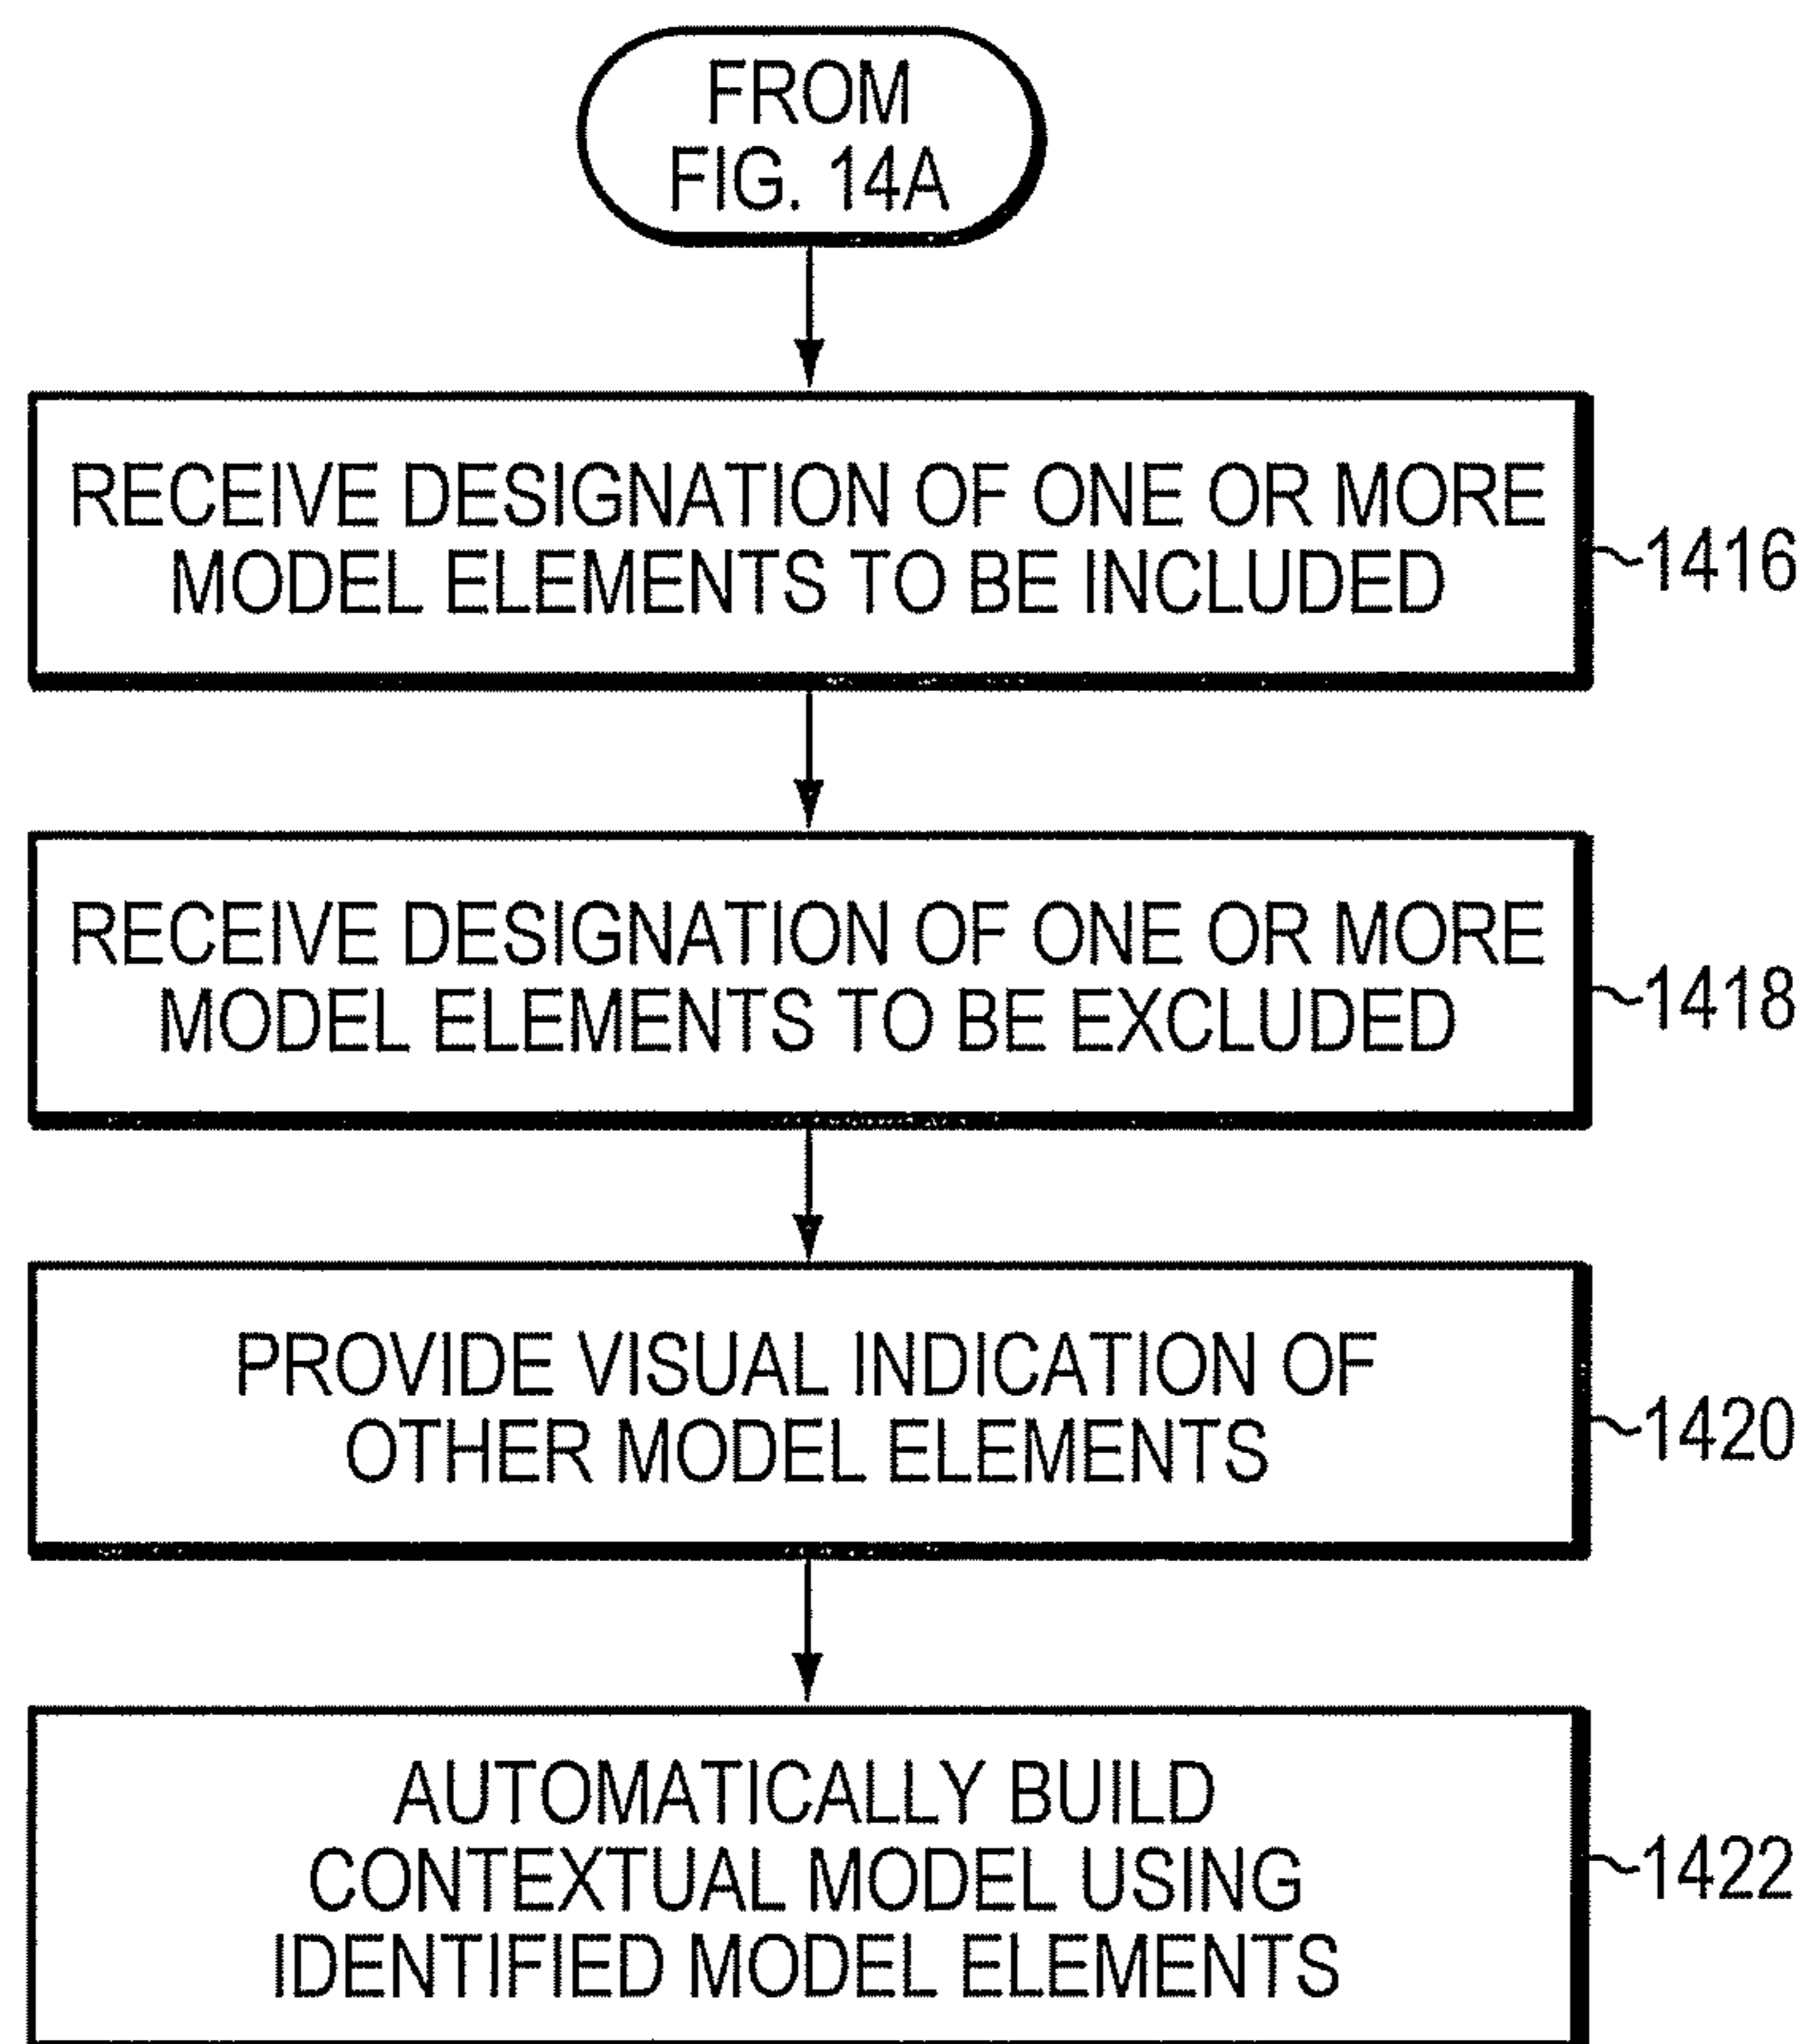 FROM
FIG. 14A
RECEIVE DESIGNATION OF ONE OR MORE
MODEL ELEMENTS TO BE INCLUDED
1416
RECEIVE DESIGNATION OF ONE OR MORE
MODEL ELEMENTS TO BE EXCLUDED
1418
PROVIDE VISUAL INDICATION OF
OTHER MODEL ELEMENTS
1420
AUTOMATICALLY BUILD
CONTEXTUAL MODEL USING
IDENTIFIED MODEL ELEMENTS
1422